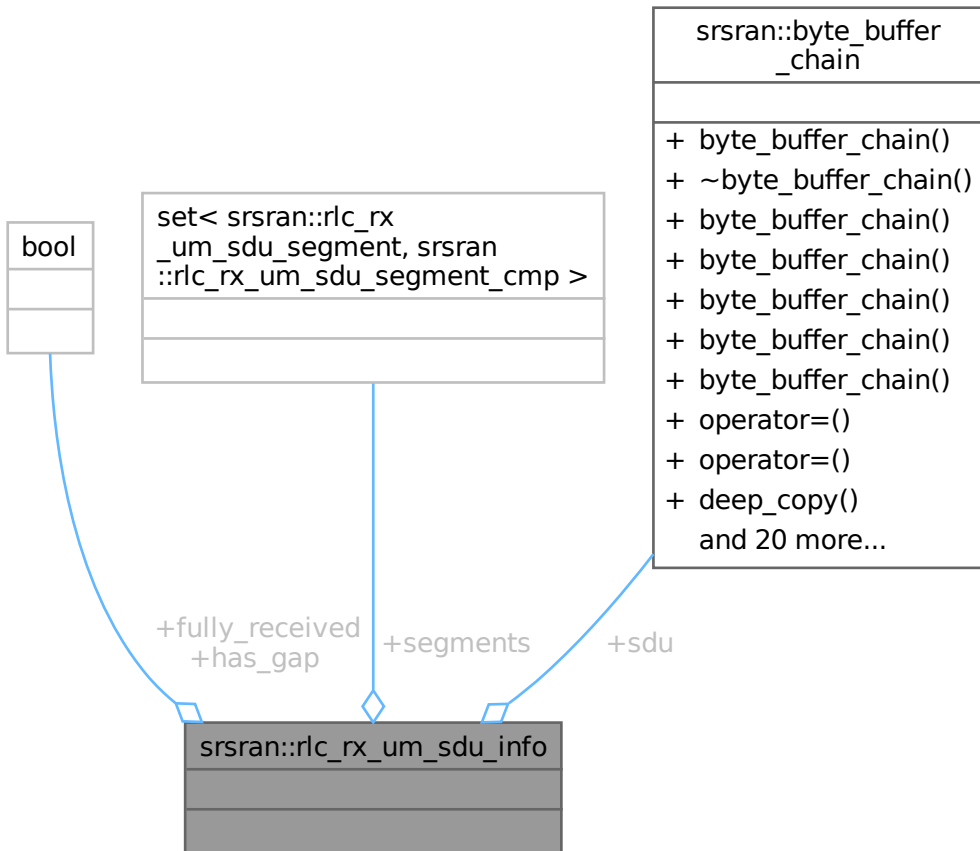 srsran::byte_buffer
_chain
+ byte_buffer_chain()
+ ~byte_buffer_chain()
+ byte_buffer_chain()
+ byte_buffer_chain()
+ byte_buffer_chain()
+ byte_buffer_chain()
+ byte_buffer_chain()
+ operator=()
+ operator=()
+ deep_copy()
and 20 more...
set< srsran::rlc_rx
_um_sdu_segment, srsran
::rlc_rx_um_sdu_segment_cmp >
bool
+fully_received
+has_gap
+segments
+sdu
srsran::rlc_rx_um_sdu_info